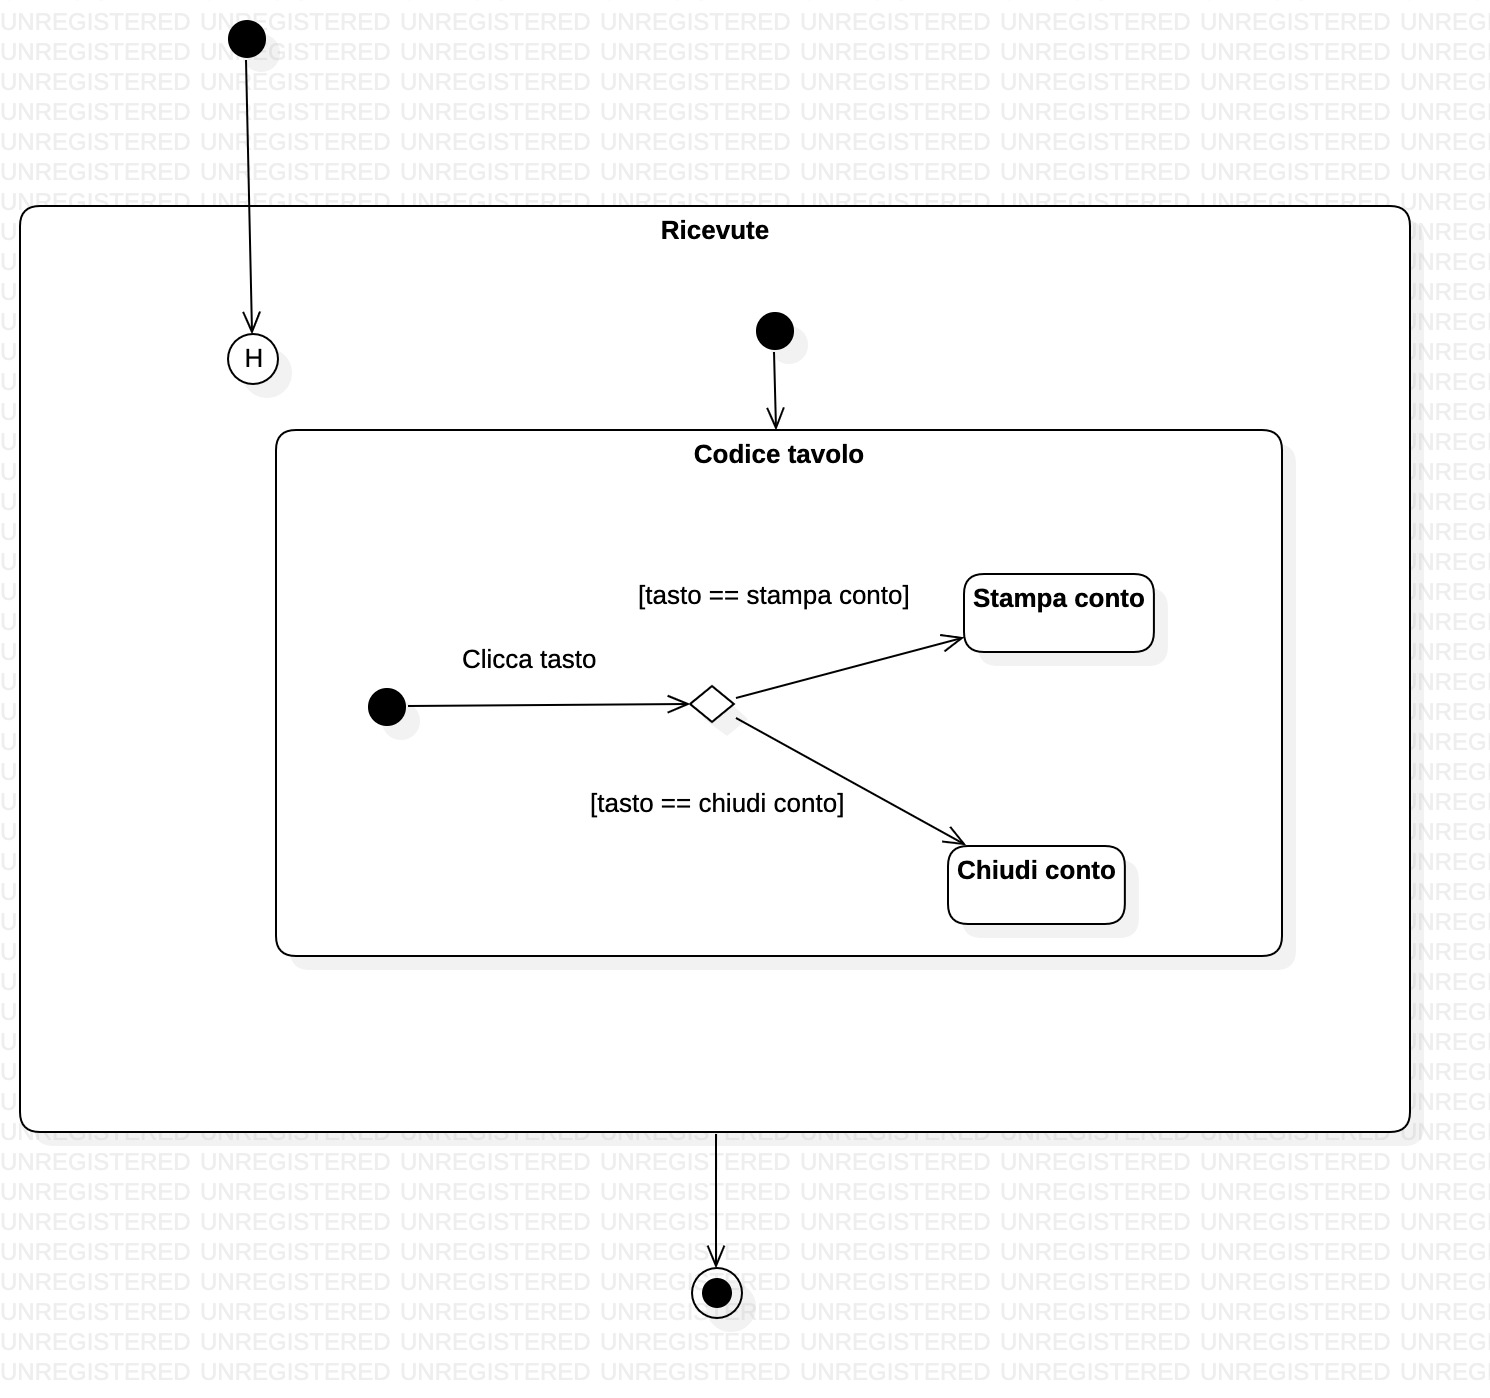 UNREGISTERED UNREGISTERED UNREGISTERED UNREGISTERED UNREGISTERED UNREGISTERED UNREGISTERED UNREGI
Ricevute
H
Codice tavolo
[tasto == stampa conto]
Stampa conto
Clicca tasto
[tasto == chiudi conto]
Chiudi conto